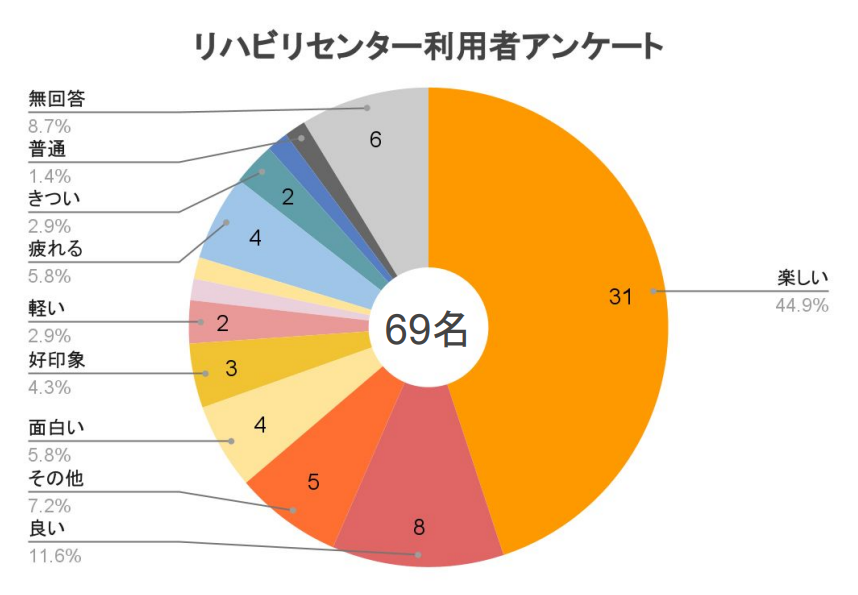 リハビリセンター利用者アンケート
無回答
8.7%
普通
1.4%
きつい
2.9%
疲れる
5.8%
軽い
2.9%
好印象
4.3%
面白い
5.8%
その他
7.2%
良い
11.6%
楽しい
44.9%
6
2
4
2
3
4
5
8
31
69名